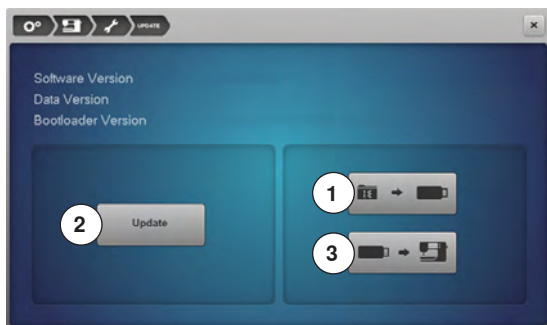 UPDATE
Software Version
Data Version
Bootloader Version
1
2
Update
3